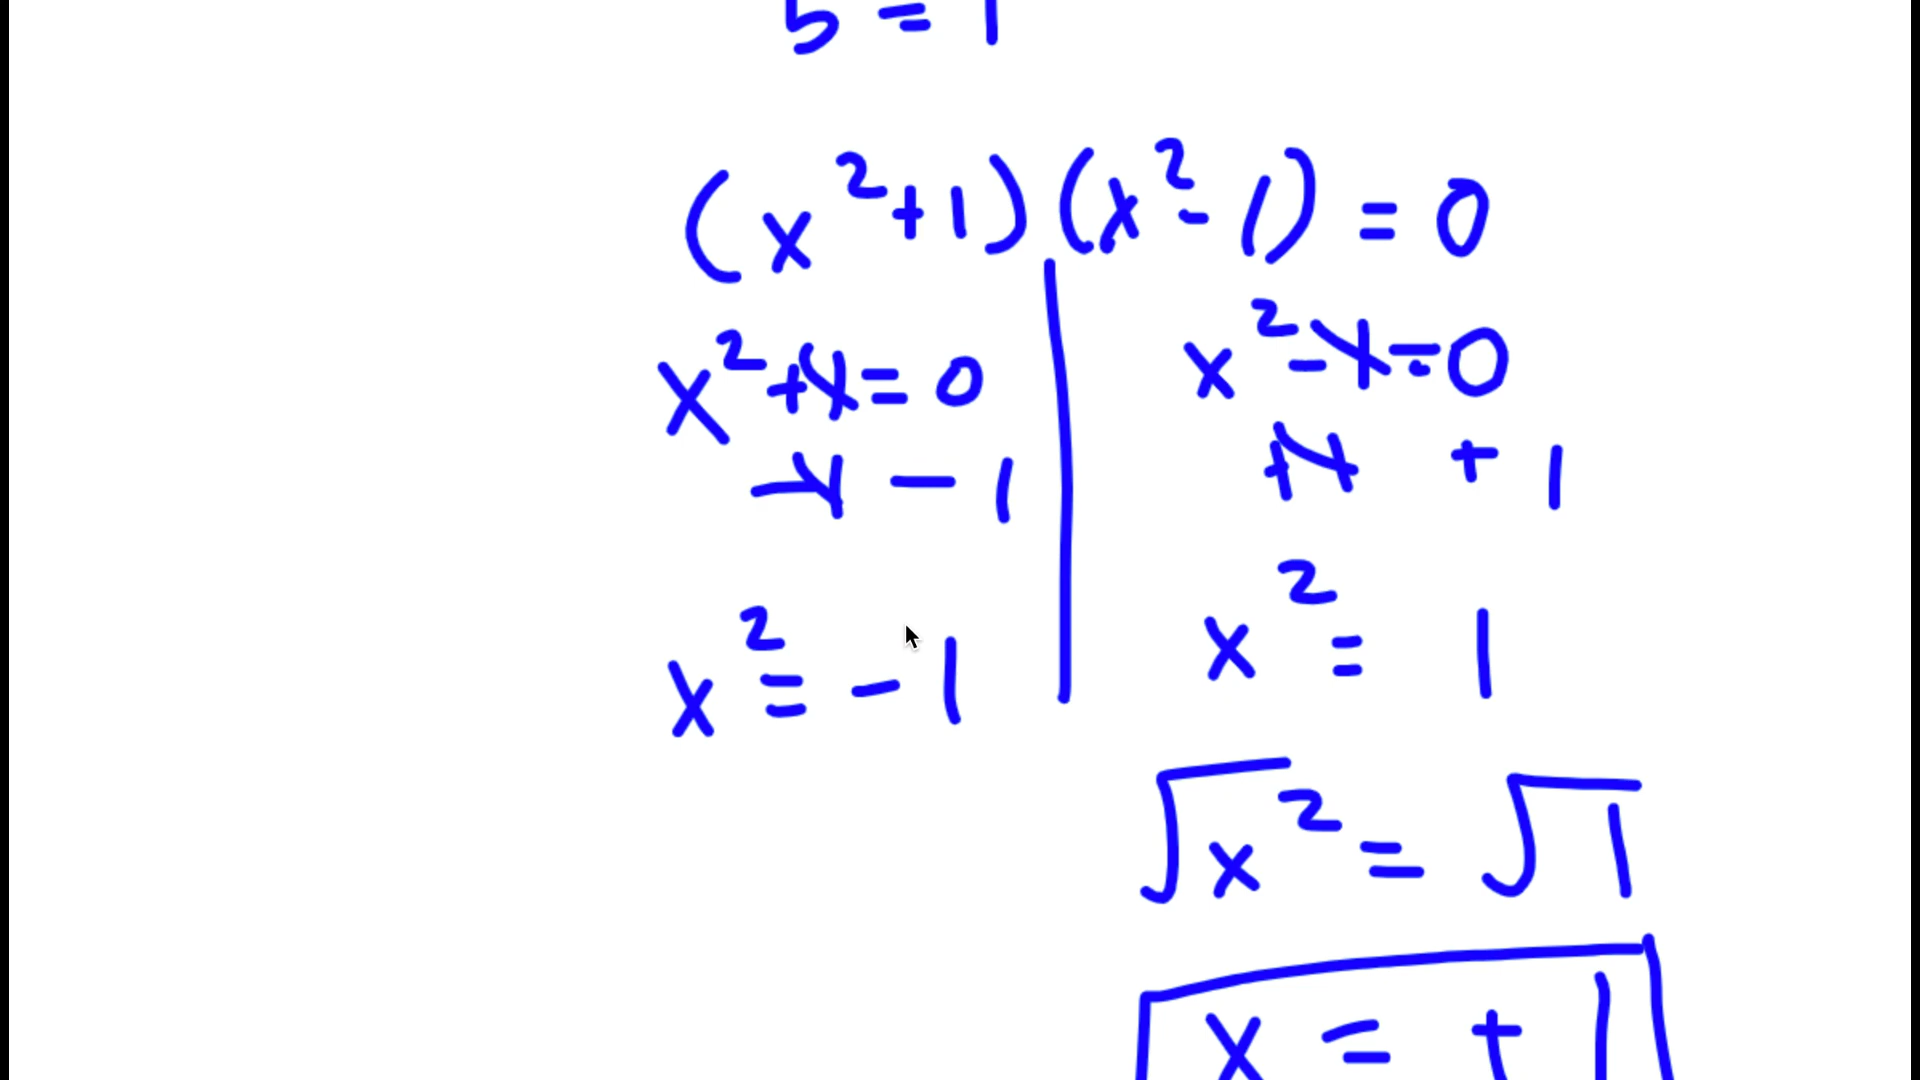 5 = 1
(x²+1)(x²-1) = 0
x²+1=0
-1 - 1
x² = -1
x²-1=0
+1 + 1
x² = 1
√x² = √1
x = ± 1